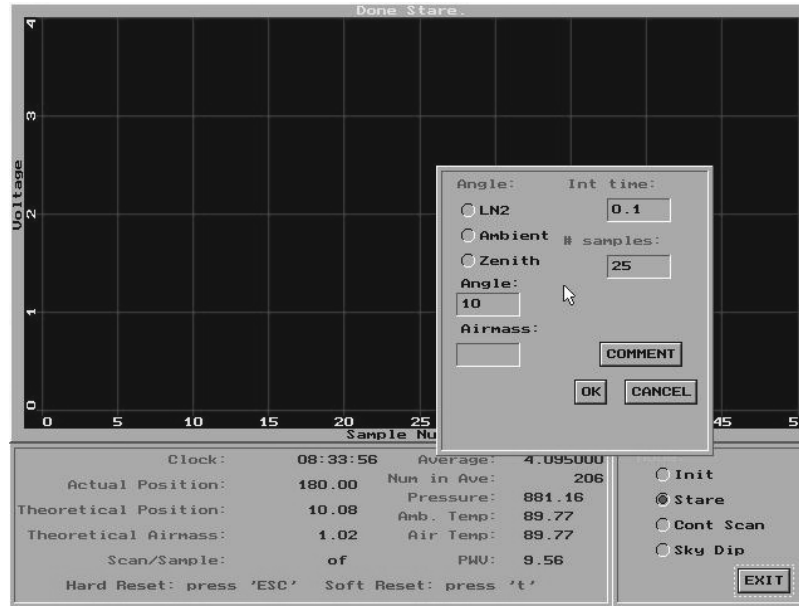 Done Stare.
4
3
2
1
0
Voltage
0 5 10 15 20 25 45 5
Sample Nu
Angle: Int time:
LN2 0.1
Ambient # samples:
Zenith 25
Angle:
10
Airmass:
COMMENT
OK CANCEL
Clock: 08:33:56 Average: 4.095000
Actual Position: 180.00 Num in Ave: 206
Pressure: 881.16
Theoretical Position: 10.08 Amb. Temp: 89.77
Theoretical Airmass: 1.02 Air Temp: 89.77
Scan/Sample: of PWV: 9.56
Hard Reset: press 'ESC' Soft Reset: press 't'
Init
Stare
Cont Scan
Sky Dip
EXIT